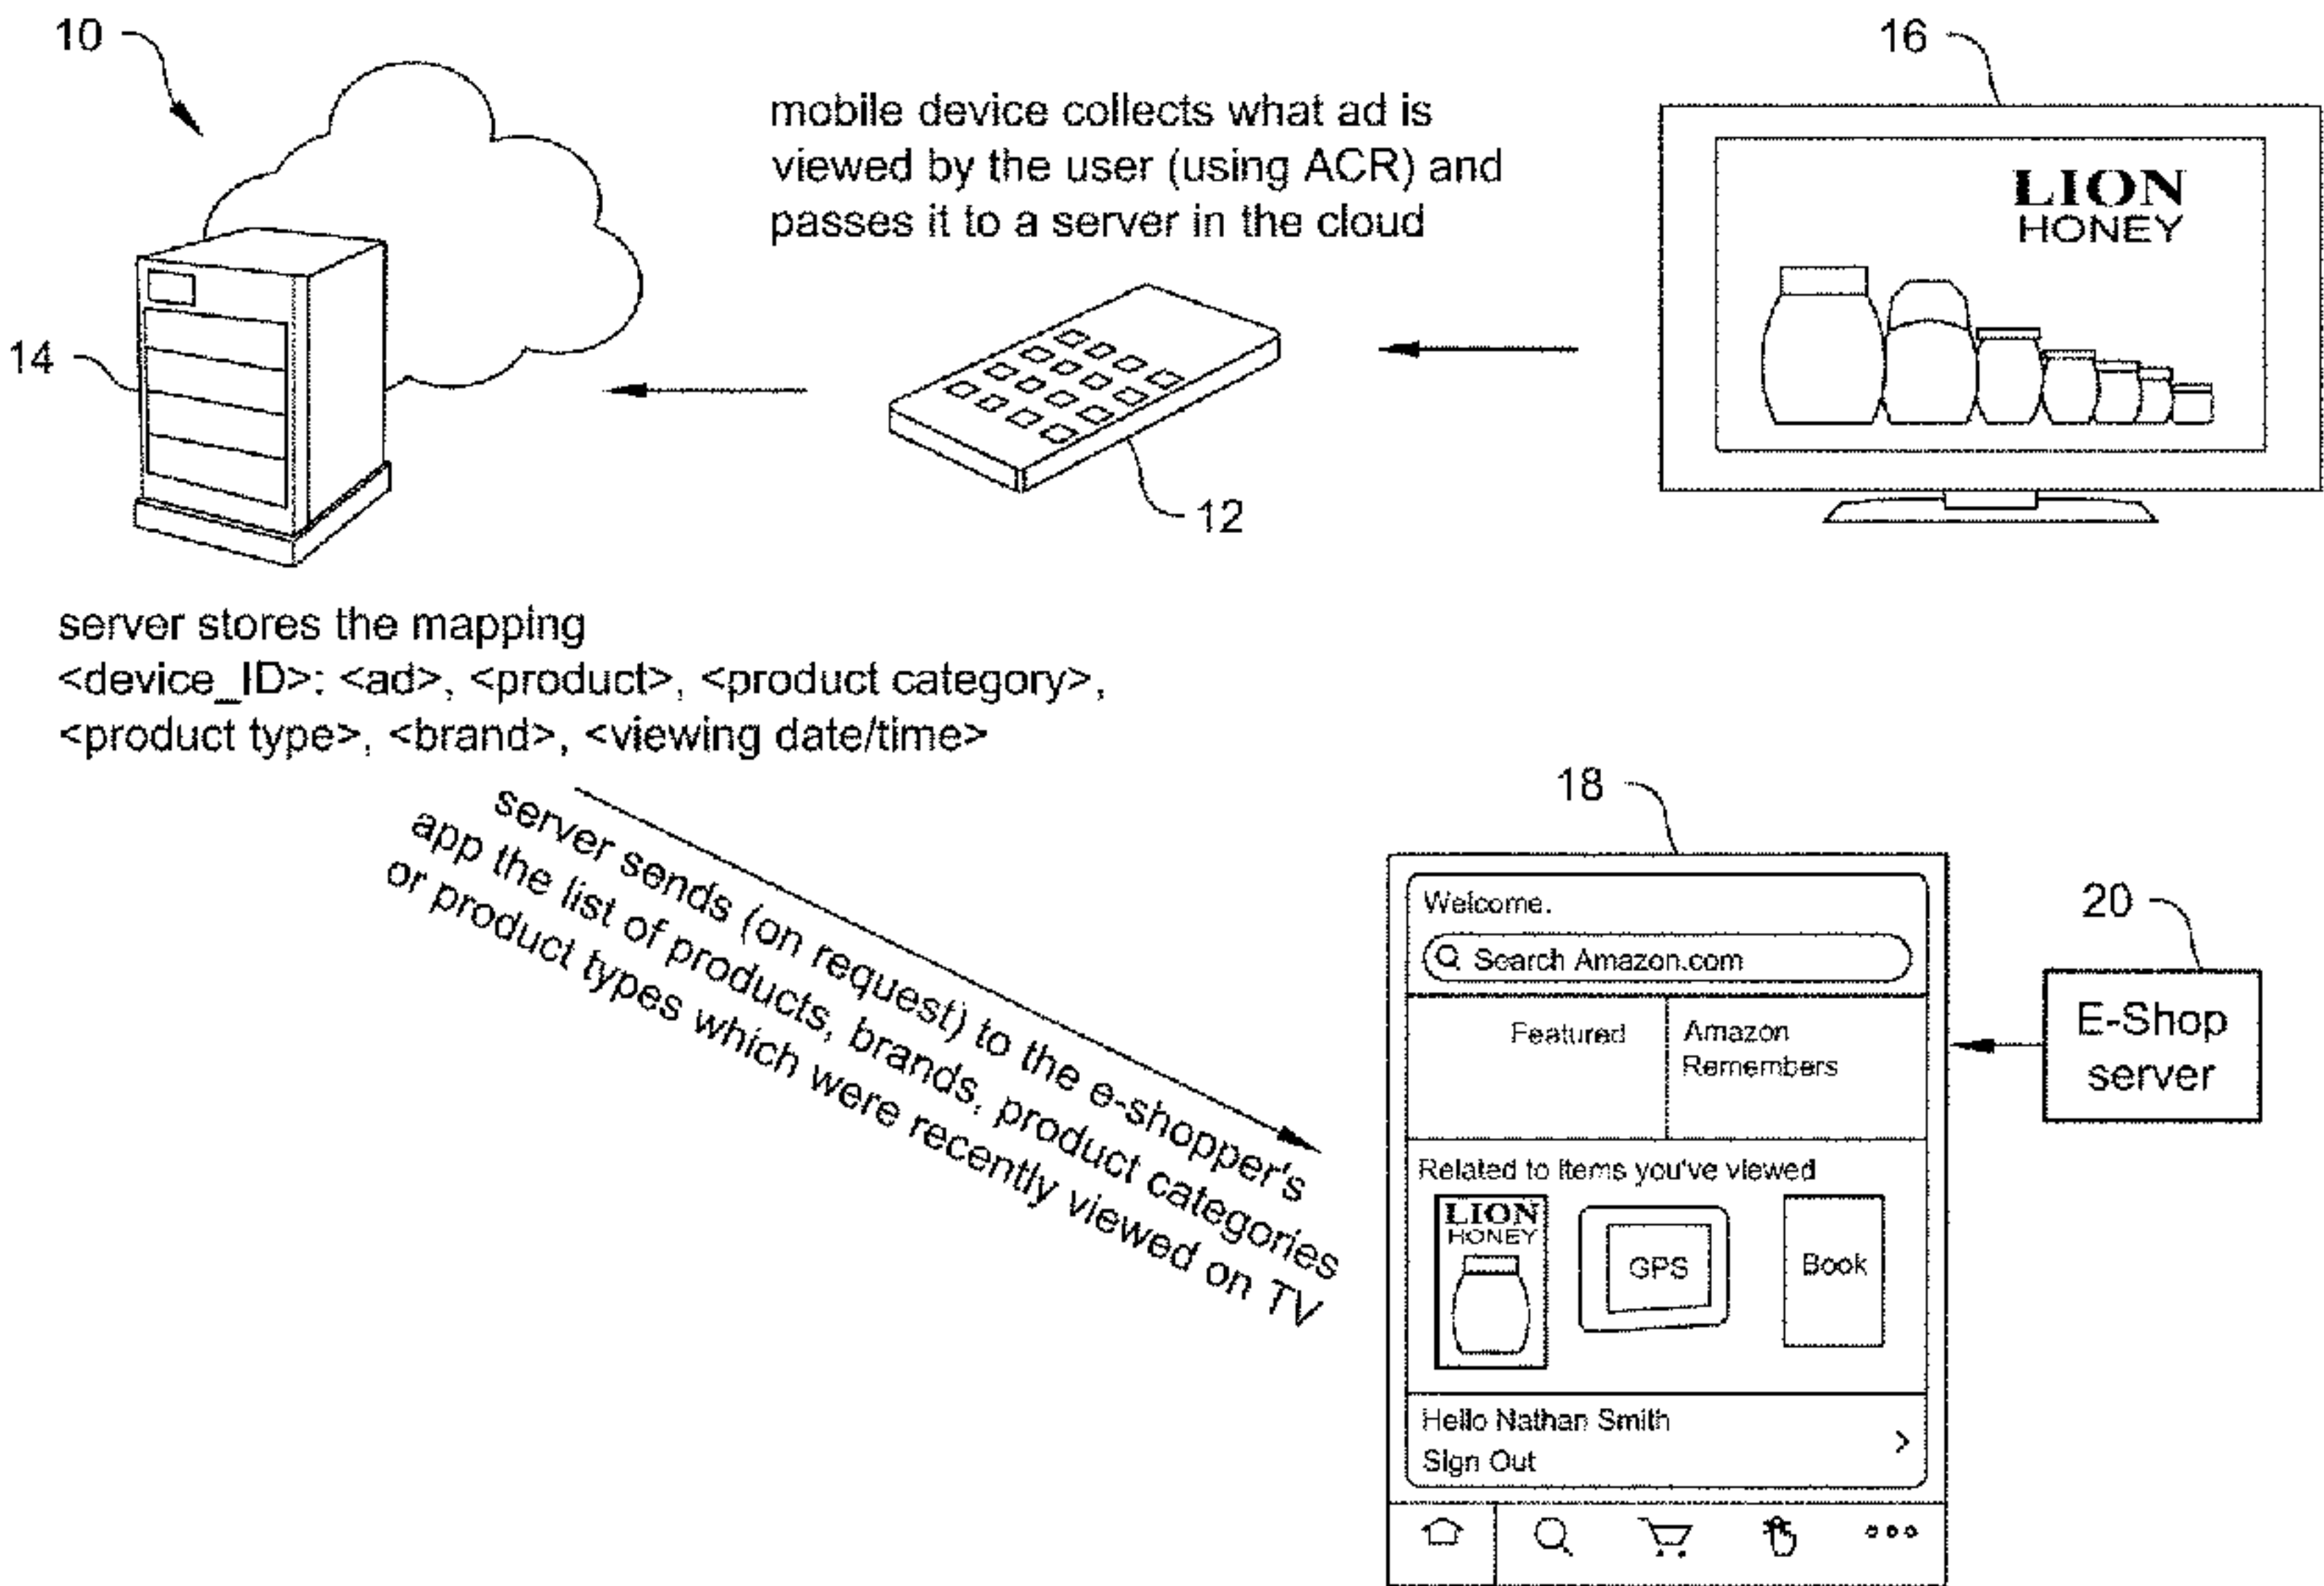 10
16
mobile device collects what ad is
viewed by the user (using ACR) and
passes it to a server in the cloud
LION
HONEY
14
12
server stores the mapping
<device_ID>: <ad>, <product>, <product category>,
<product type>, <brand>, <viewing date/time>
server sends (on request) to the e-shopper's
app the list of products, brands, product categories
or product types which were recently viewed on TV
18
Welcome.
Search Amazon.com
Featured
Amazon
Remembers
20
E-Shop
server
Related to items you've viewed
LION
HONEY
GPS
Book
Hello Nathan Smith
Sign Out